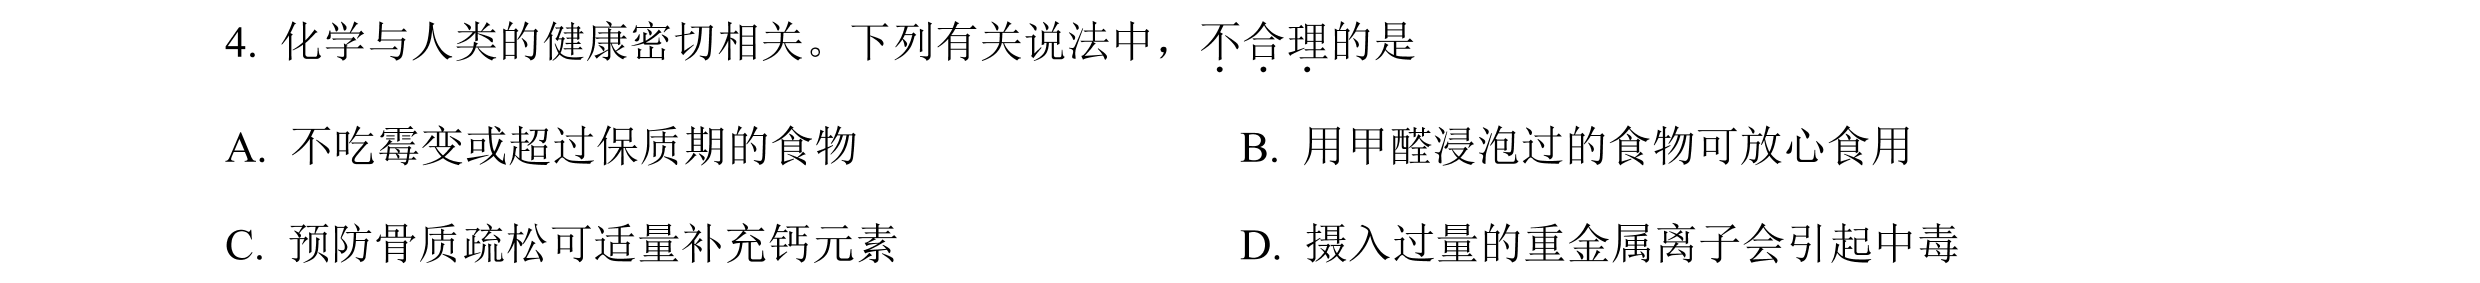 4. 化学与人类的健康密切相关。下列有关说法中，不合理的是
A. 不吃霉变或超过保质期的食物 B. 用甲醛浸泡过的食物可放心食用
C. 预防骨质疏松可适量补充钙元素 D. 摄入过量的重金属离子会引起中毒